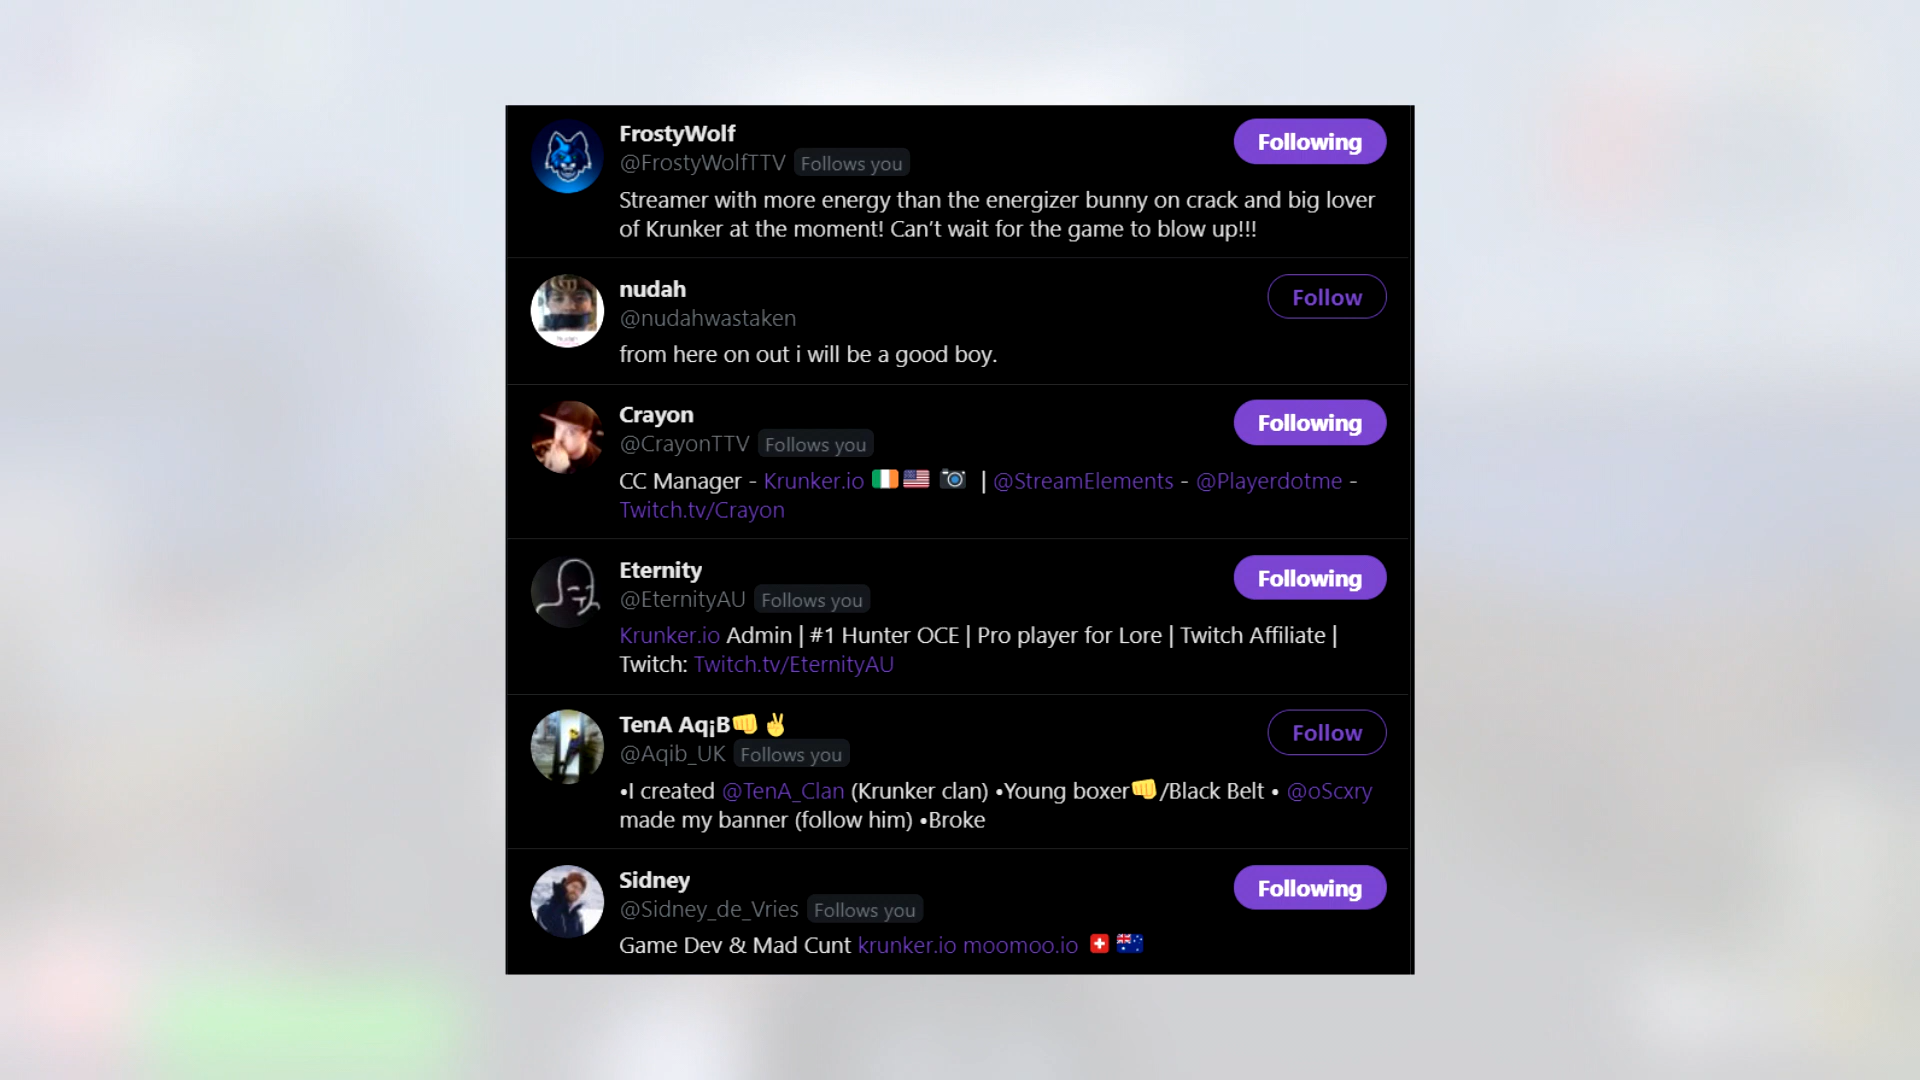 FrostyWolf
Following
@FrostyWolfTTV Follows you
Streamer with more energy than the energizer bunny on crack and big lover
of Krunker at the moment! Can't wait for the game to blow up!!!
nudah
Follow
@nudahwastaken
from here on out i will be a good boy.
Crayon
Following
@CrayonTTV Follows you
CC Manager - Krunker.io 🇮🇪🇺🇸 📷 | @StreamElements - @Playerdotme -
Twitch.tv/Crayon
Eternity
Following
@EternityAU Follows you
Krunker.io Admin | #1 Hunter OCE | Pro player for Lore | Twitch Affiliate |
Twitch: Twitch.tv/EternityAU
TenA Aq¡B👊✌
Follow
@Aqib_UK Follows you
•I created @TenA_Clan (Krunker clan) •Young boxer👊/Black Belt • @oScxry
made my banner (follow him) •Broke
Sidney
Following
@Sidney_de_Vries Follows you
Game Dev & Mad Cunt krunker.io moomoo.io 🇨🇭🇦🇺